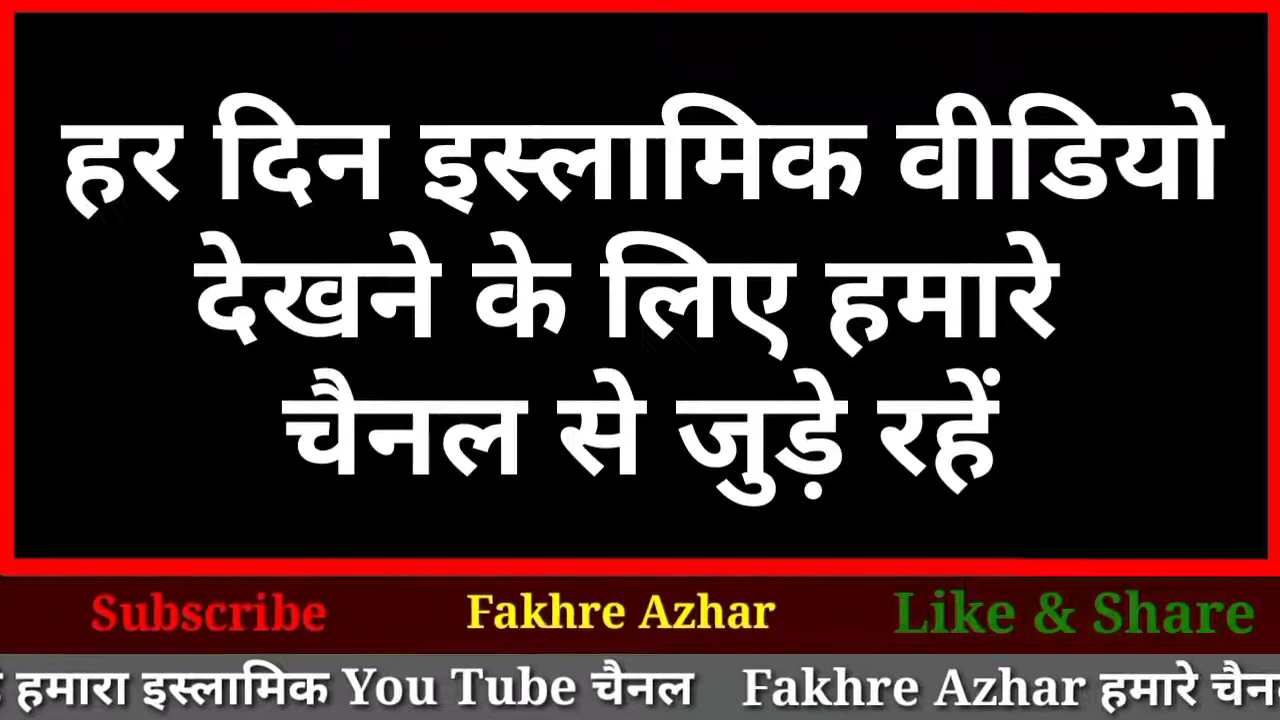 हर दिन इस्लामिक वीडियो
देखने के लिए हमारे
चैनल से जुड़े रहें
Subscribe Fakhre Azhar Like & Share
हमारा इस्लामिक You Tube चैनल Fakhre Azhar हमारे